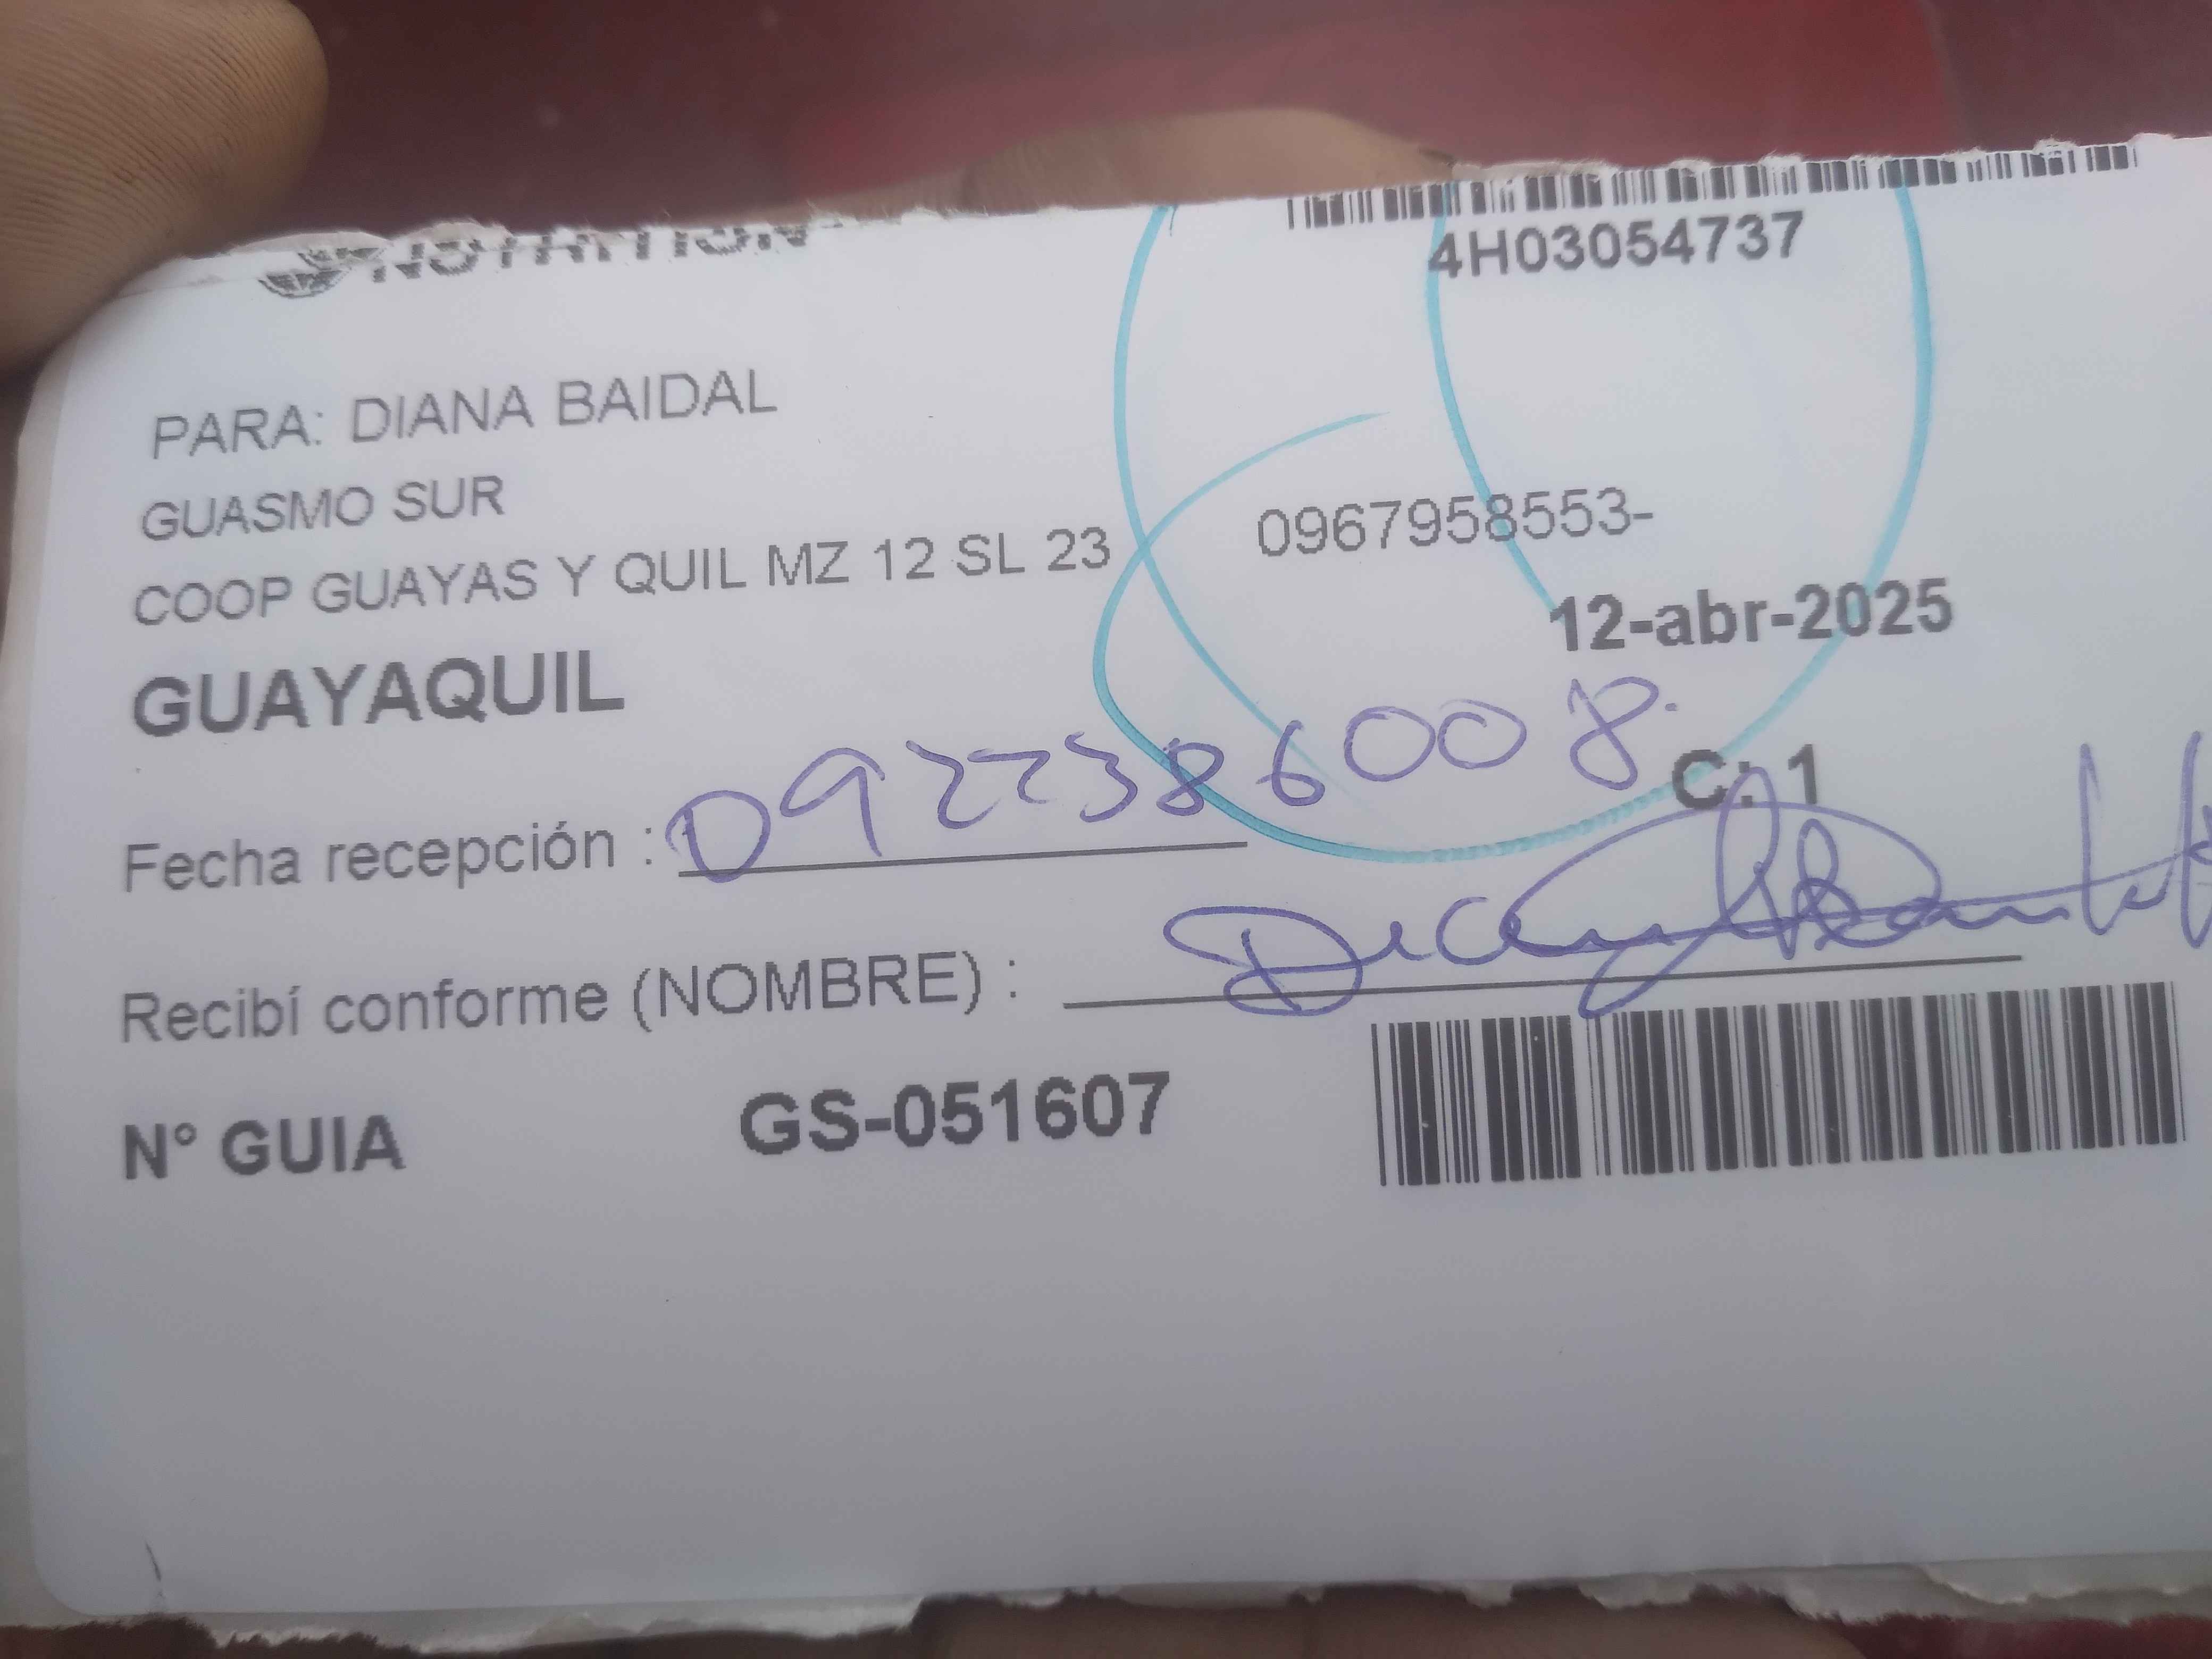 4H03054737
PARA: DIANA BAIDAL
GUASMO SUR
COOP GUAYAS Y QUIL MZ 12 SL 23 0967958553-
12-abr-2025
GUAYAQUIL
C: 1
Fecha recepción : 0922386008
Recibí conforme (NOMBRE) :
N° GUIA GS-051607